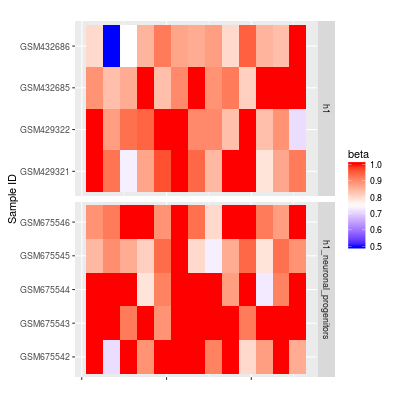 GSM432686
GSM432685
GSM429322
GSM429321
h1
GSM675546
GSM675545
GSM675544
GSM675543
GSM675542
h1_neuronal_progenitors
Sample ID
beta
1.0
0.9
0.8
0.7
0.6
0.5